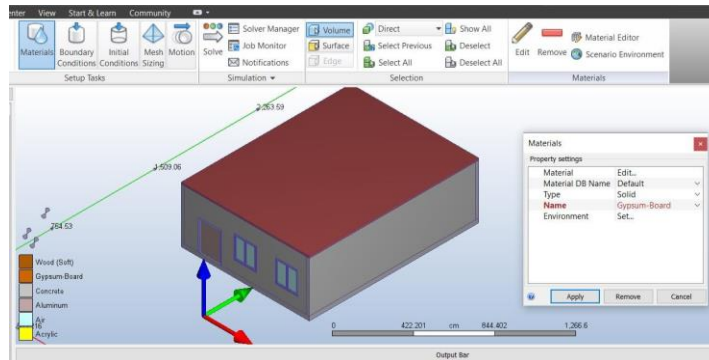 enter View Start & Learn Community
Materials Boundary Conditions Initial Conditions Mesh Sizing Motion
Setup Tasks
Solve Solver Manager
Job Monitor
Notifications
Simulation
Volume Direct Show All
Surface Select Previous Deselect
Edge Select All Deselect All
Selection
Edit Remove Material Editor
Scenario Environment
Materials
2,263.59
1,509.06
754.53
Materials
Property settings
Material Edit...
Material DB Name Default
Type Solid
Name Gypsum-Board
Environment Set...
Apply Remove Cancel
Wood (Soft)
Gypsum-Board
Concrete
Aluminum
Air
16
Acrylic
0 422.201 cm 844.402 1,266.6
Output Bar